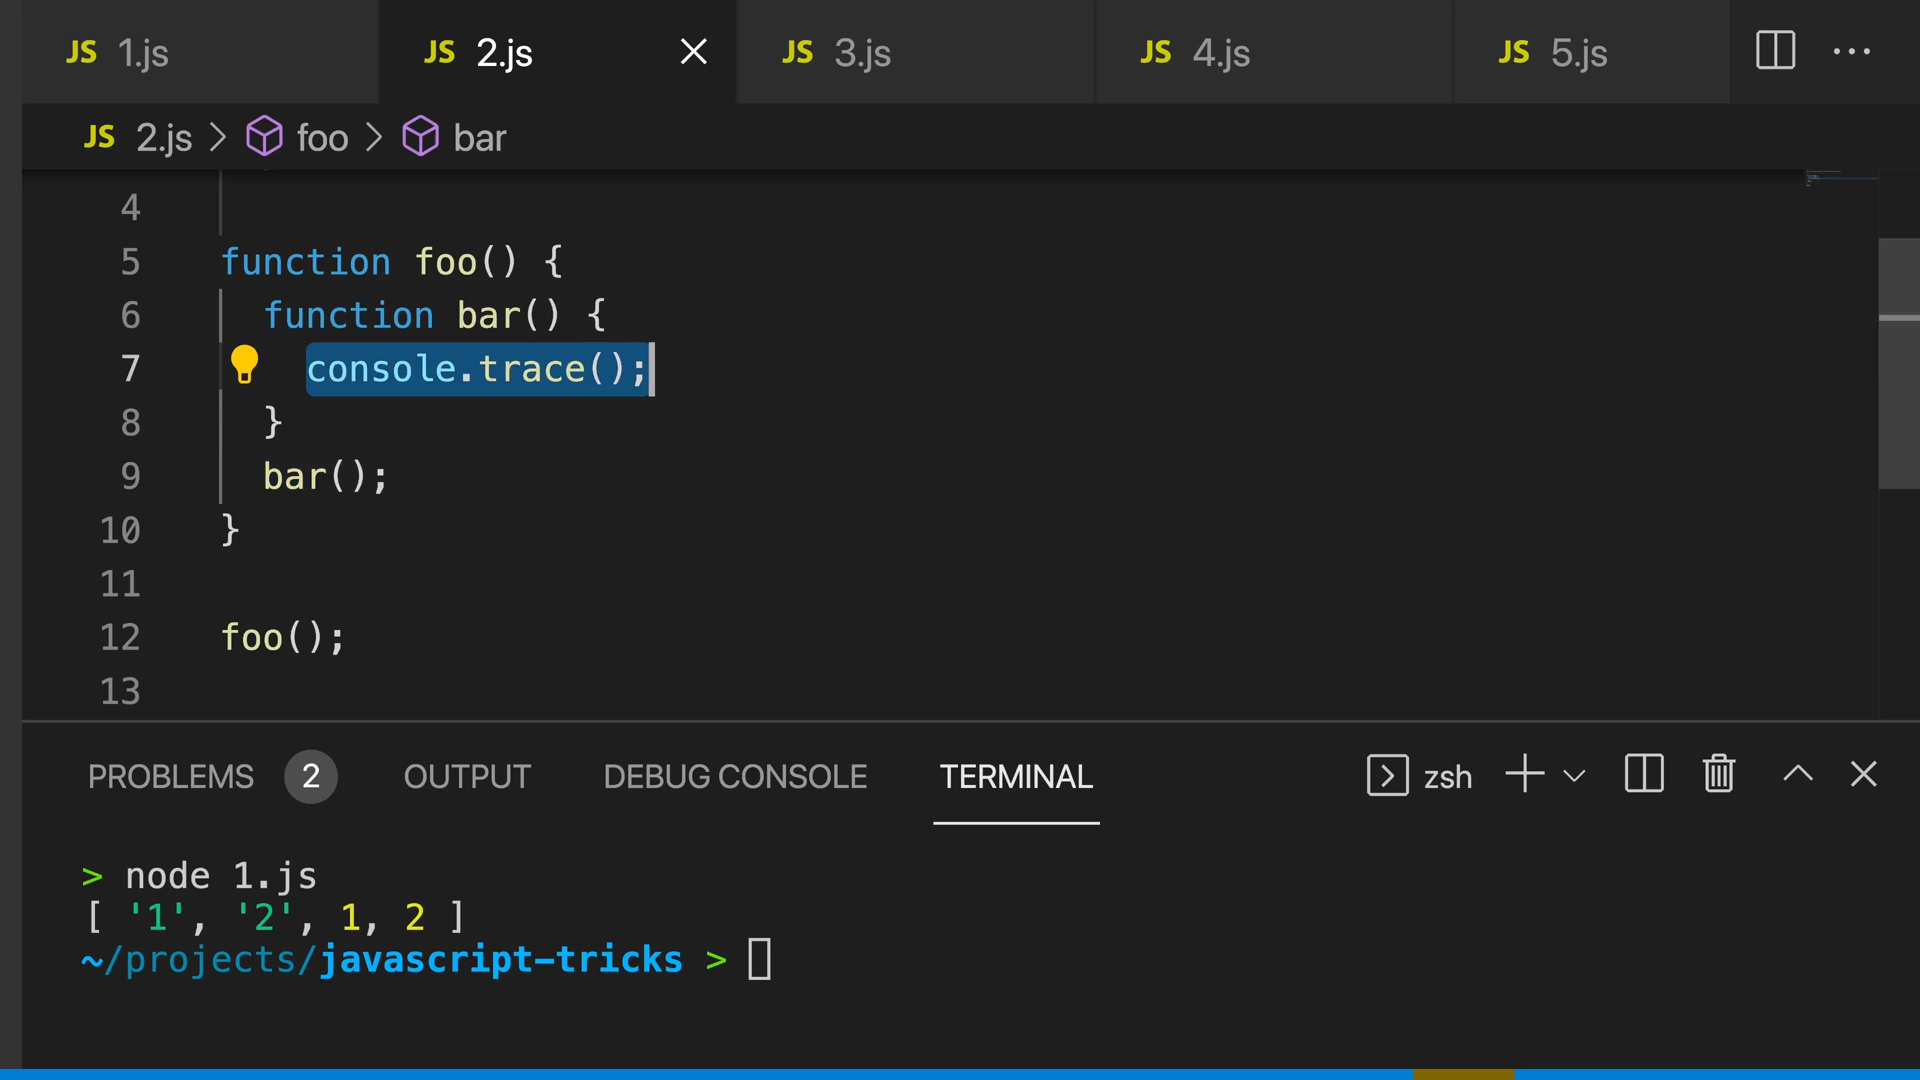 JS 1.js JS 2.js JS 3.js JS 4.js JS 5.js
JS 2.js > foo > bar
4
5 function foo() {
6 function bar() {
7 console.trace();
8 }
9 bar();
10 }
11
12 foo();
13
PROBLEMS 2 OUTPUT DEBUG CONSOLE TERMINAL zsh
> node 1.js
[ '1', '2', 1, 2 ]
~/projects/javascript-tricks >